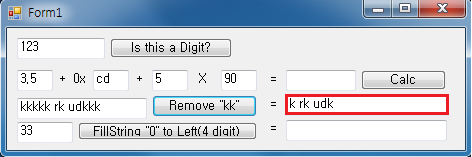 Form1
123 Is this a Digit?
3,5 + 0x cd + 5 X 90 = Calc
kkkkk rk udkkk Remove "kk" = k rk udk
33 FillString "0" to Left(4 digit) =